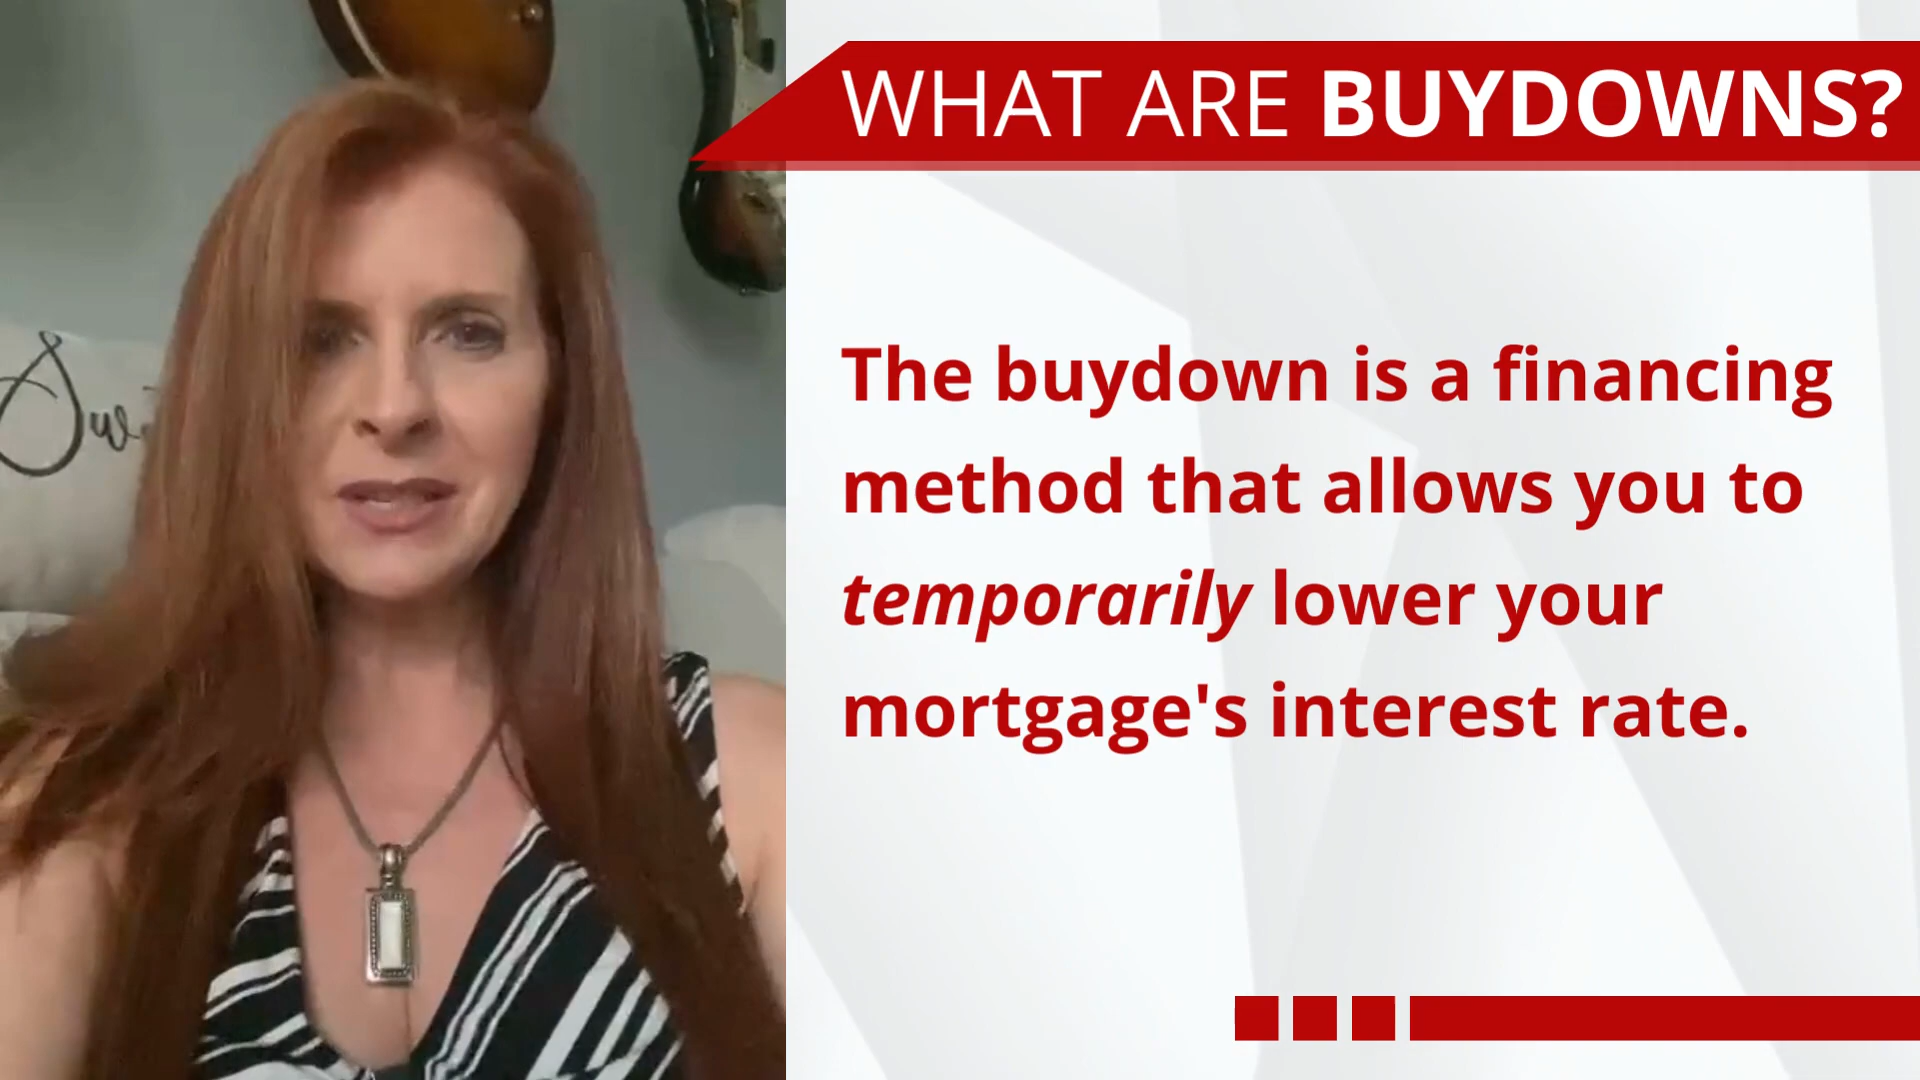 WHAT ARE BUYDOWNS?
The buydown is a financing
method that allows you to
temporarily lower your
mortgage's interest rate.